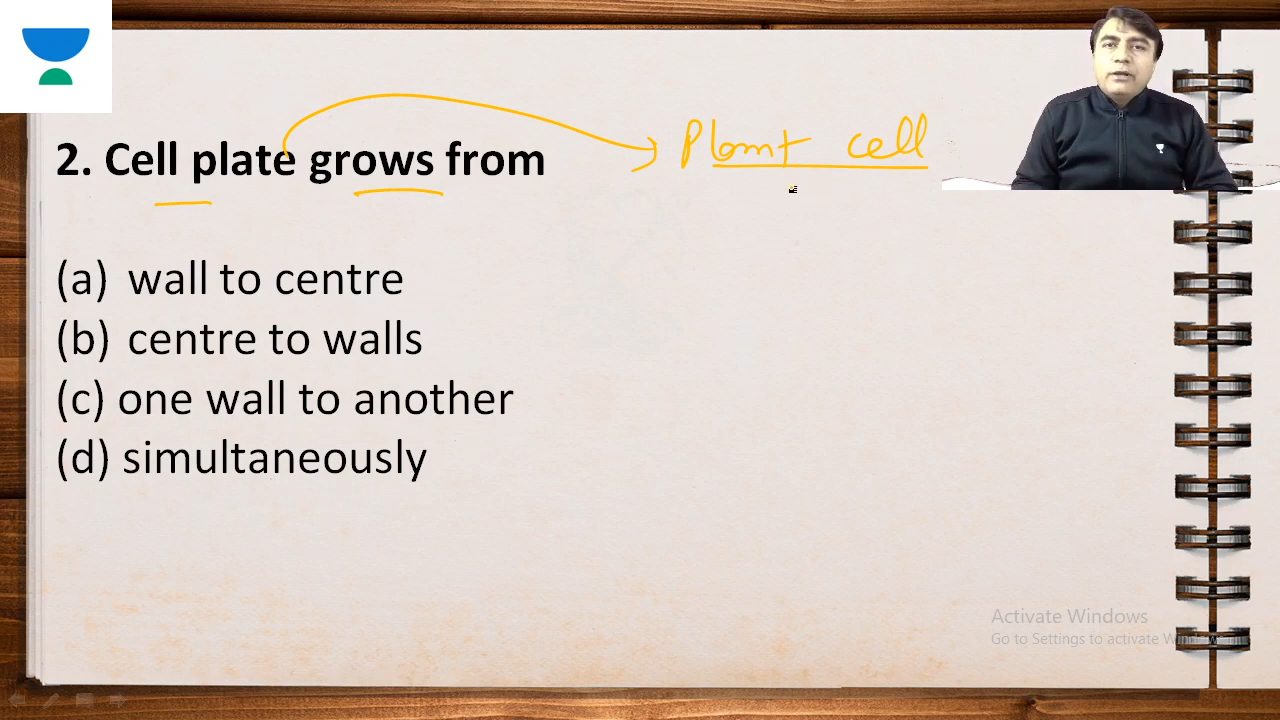 2. Cell plate grows from
Plant cell
(a) wall to centre
(b) centre to walls
(c) one wall to another
(d) simultaneously
Activate Windows
Go to Settings to activate Windows